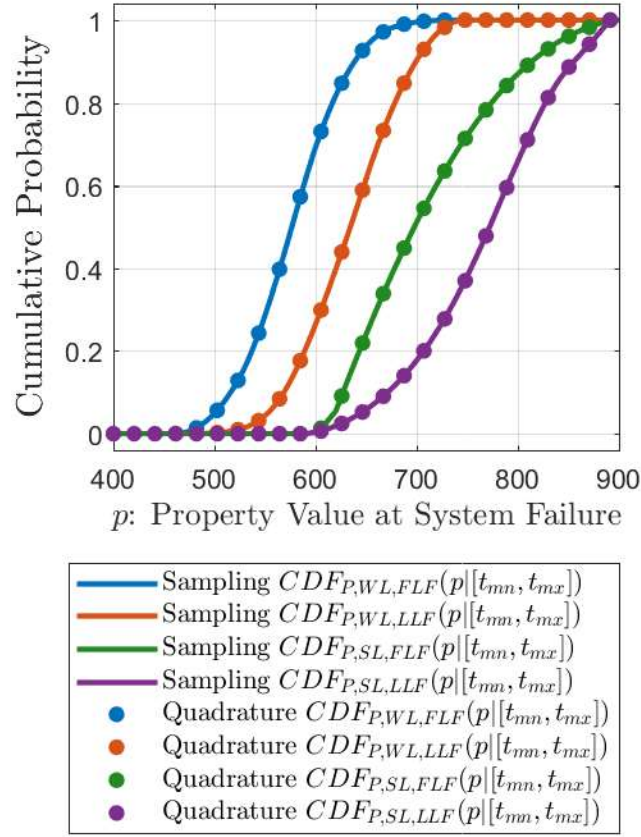 Cumulative Probability
1
0.8
0.6
0.4
0.2
0
400 500 600 700 800 900
p: Property Value at System Failure
Sampling CDF_{P,WL,FLF}(p|[t_{mn}, t_{mx}])
Sampling CDF_{P,WL,LLF}(p|[t_{mn}, t_{mx}])
Sampling CDF_{P,SL,FLF}(p|[t_{mn}, t_{mx}])
Sampling CDF_{P,SL,LLF}(p|[t_{mn}, t_{mx}])
Quadrature CDF_{P,WL,FLF}(p|[t_{mn}, t_{mx}])
Quadrature CDF_{P,WL,LLF}(p|[t_{mn}, t_{mx}])
Quadrature CDF_{P,SL,FLF}(p|[t_{mn}, t_{mx}])
Quadrature CDF_{P,SL,LLF}(p|[t_{mn}, t_{mx}])